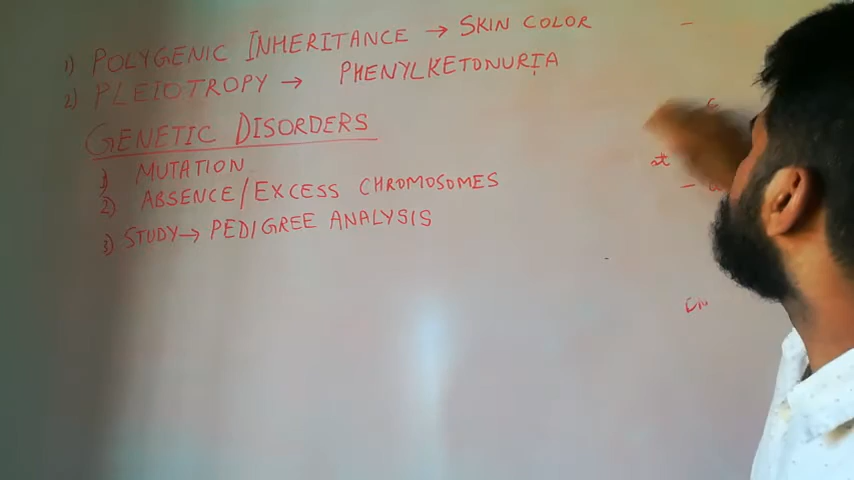 1) POLYGENIC INHERITANCE → SKIN COLOR
2) PLEIOTROPY → PHENYLKETONURIA
GENETIC DISORDERS
1) MUTATION
2) ABSENCE/EXCESS CHROMOSOMES
3) STUDY → PEDIGREE ANALYSIS